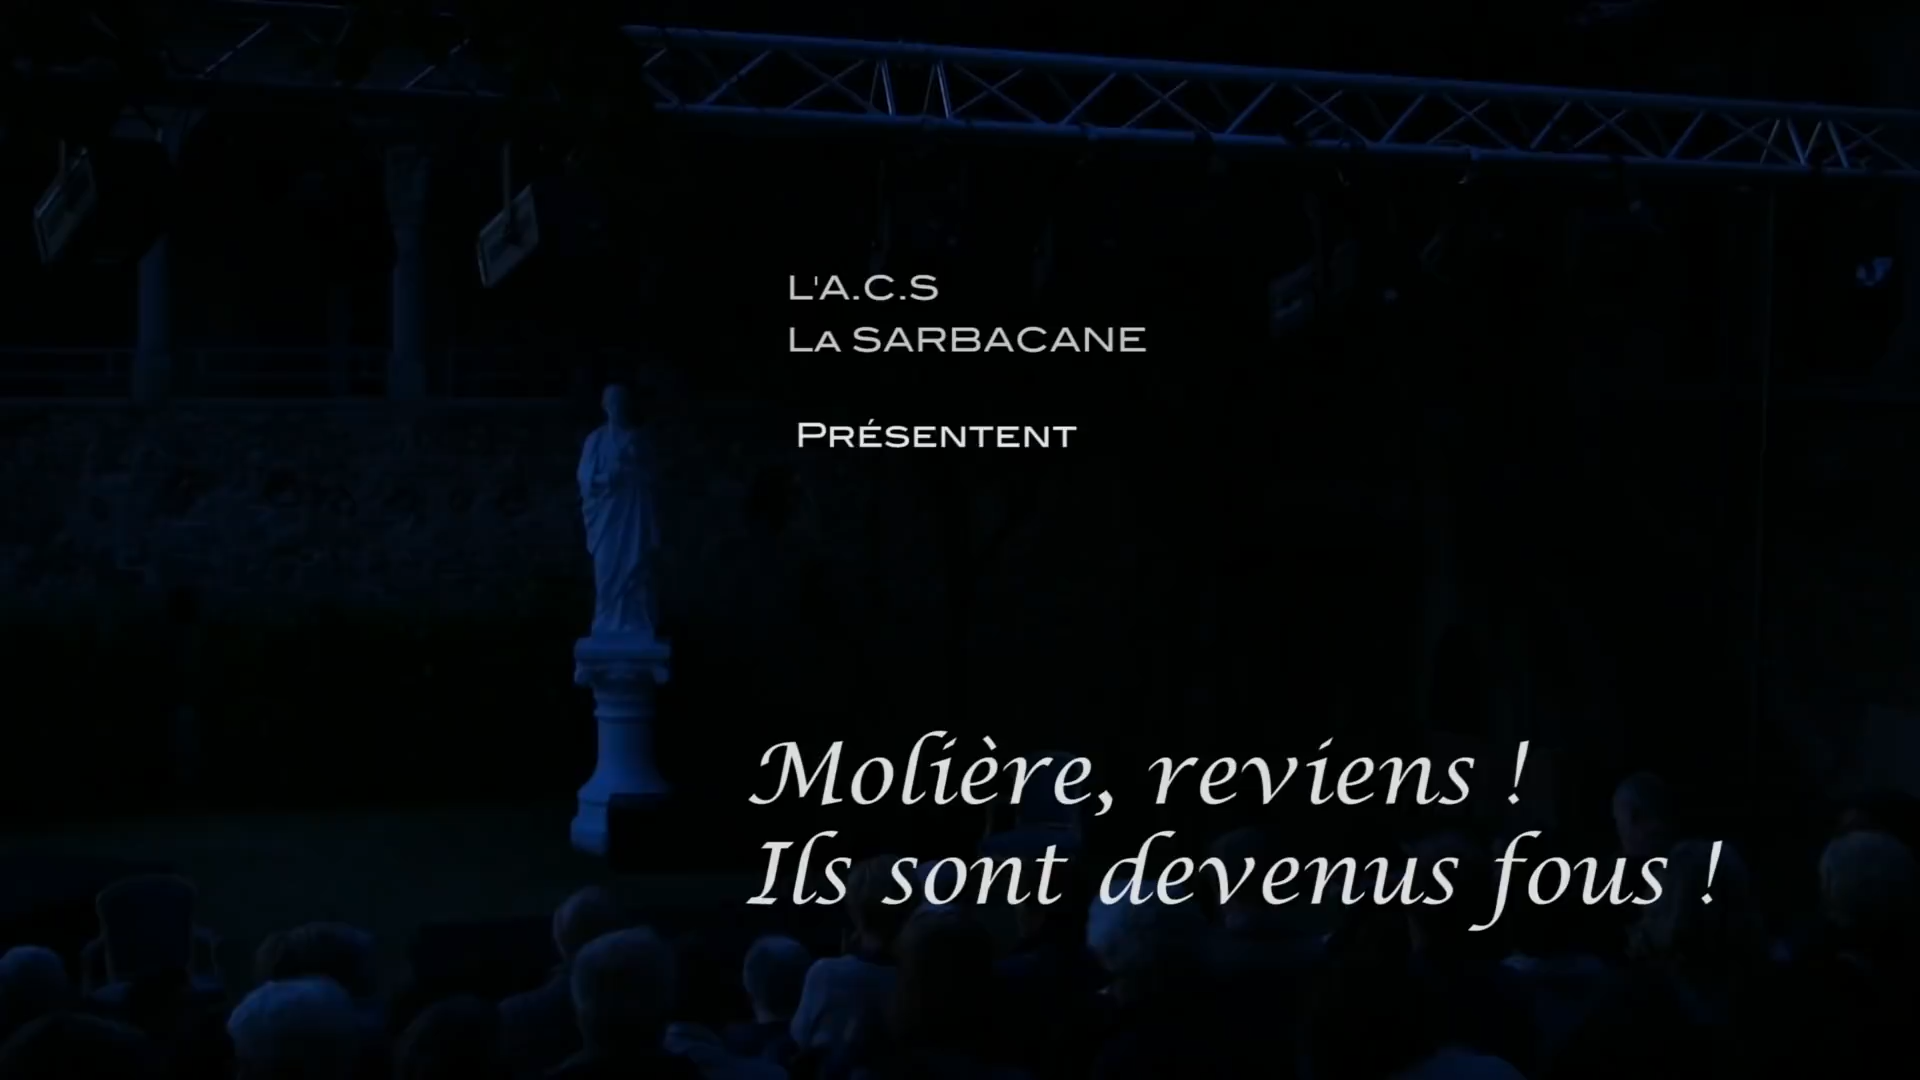 L'A.C.S
LA SARBACANE
PRÉSENTENT
Molière, reviens !
Ils sont devenus fous !